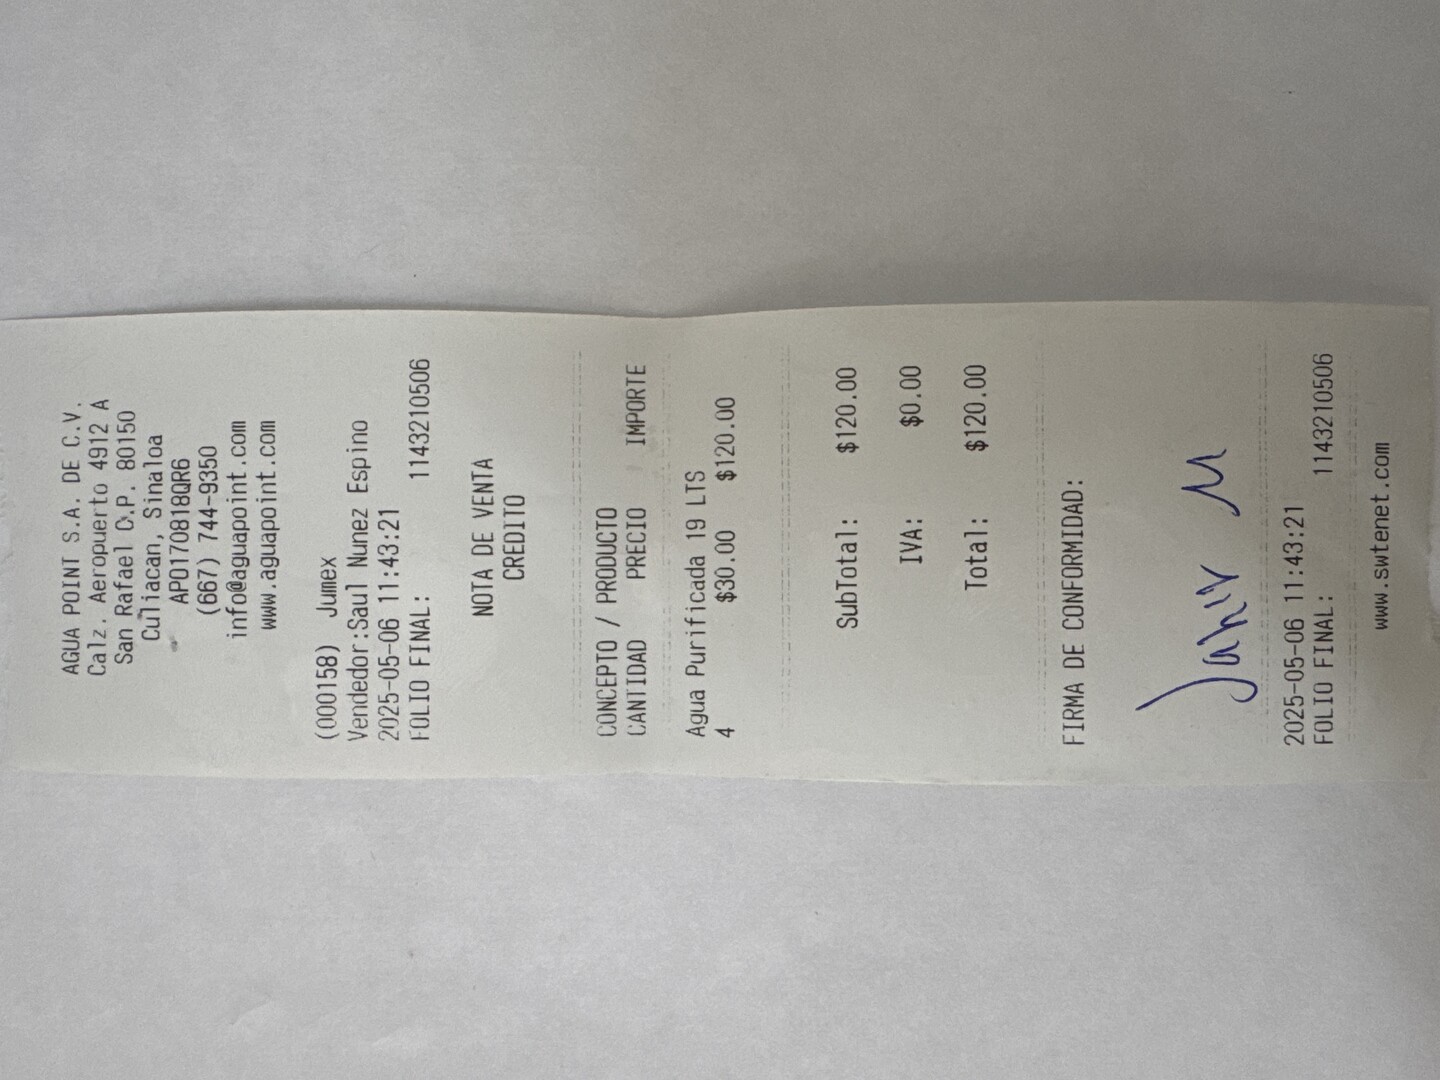 AGUA POINT S.A. DE C.V.
Calz. Aeropuerto 4912 A
San Rafael C.P. 80150
Culiacan, Sinaloa
APO170818QR6
(667) 744-9350
info@aguapoint.com
www.aguapoint.com
(000158) Jumex
Vendedor:Saul Nunez Espino
2025-05-06 11:43:21
FOLIO FINAL: 1143210506
NOTA DE VENTA
CREDITO
CONCEPTO / PRODUCTO
CANTIDAD PRECIO IMPORTE
Agua Purificada 19 LTS
4 $30.00 $120.00
SubTotal: $120.00
IVA: $0.00
Total: $120.00
FIRMA DE CONFORMIDAD:
Jahir M
2025-05-06 11:43:21
FOLIO FINAL: 1143210506
www.swtenet.com